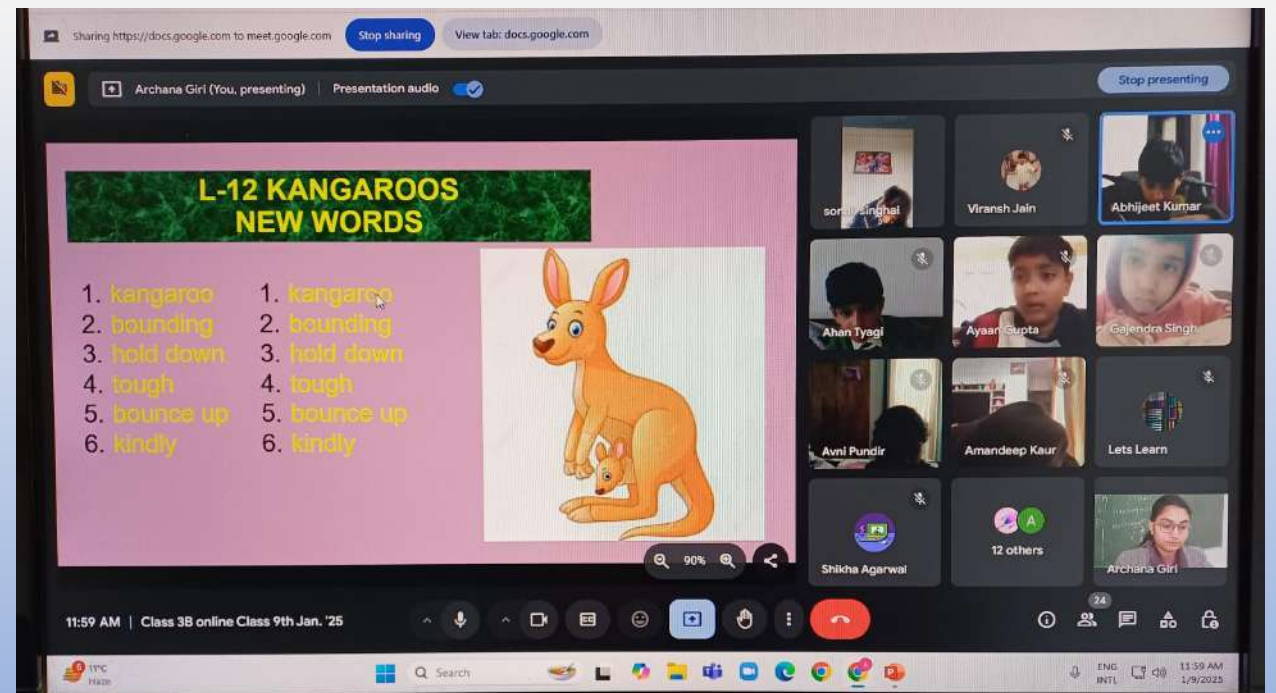 Sharing https://docs.google.com to meet.google.com
Stop sharing
View tab: docs.google.com
Archana Giri (You, presenting)
Presentation audio
Stop presenting
L-12 KANGAROOS
NEW WORDS
1. kangaroo
2. bounding
3. hold down
4. tough
5. bounce up
6. kindly
1. kangaroo
2. bounding
3. hold down
4. tough
5. bounce up
6. kindly
90%
singhal
Viransh Jain
Abhijeet Kumar
Ahan Tyagi
Ayaan Gupta
Gajendra Singh
Avni Pundir
Amandeep Kaur
Lets Learn
Shikha Agarwal
A
12 others
Archana Giri
11:59 AM | Class 3B online Class 9th Jan. '25
24
6
11°C
Haze
Search
ENG
INTL
11:59 AM
1/9/2025